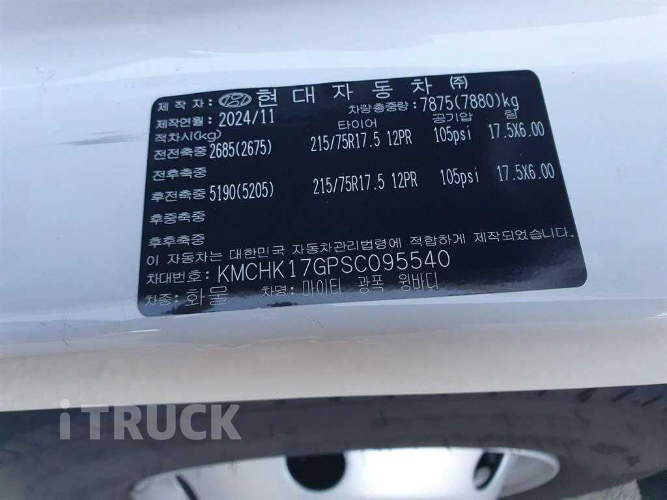 제 작 자: 현 대 자 동 차 ㈜
제작연월: 2024/11 차량총중량: 7875(7880)kg
적차시(kg) 타이어 공기압 림
전전축중 2685(2675) 215/75R17.5 12PR 105psi 17.5X6.00
전후축중
후전축중 5190(5205) 215/75R17.5 12PR 105psi 17.5X6.00
후중축중
후후축중
이 자동차는 대한민국 자동차관리법령에 적합하게 제작되었습니다.
차대번호: KMCHK17GPSC095540
차종: 화물 차명: 마이티 광폭 윙바디
iTRUCK